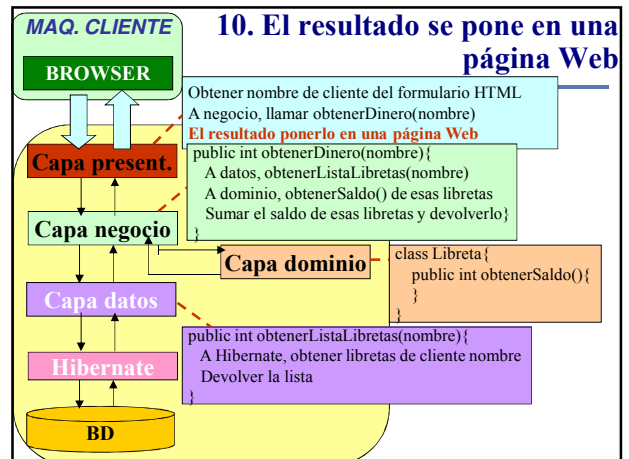 MAQ. CLIENTE
BROWSER
10. El resultado se pone en una
página Web
Obtener nombre de cliente del formulario HTML
A negocio, llamar obtenerDinero(nombre)
El resultado ponerlo en una página Web
Capa present.
public int obtenerDinero(nombre){
A datos, obtenerListaLibretas(nombre)
A dominio, obtenerSaldo() de esas libretas
Sumar el saldo de esas libretas y devolverlo}
}
Capa negocio
Capa dominio
class Libreta{
public int obtenerSaldo(){
}
}
Capa datos
public int obtenerListaLibretas(nombre){
A Hibernate, obtener libretas de cliente nombre
Devolver la lista
}
Hibernate
BD